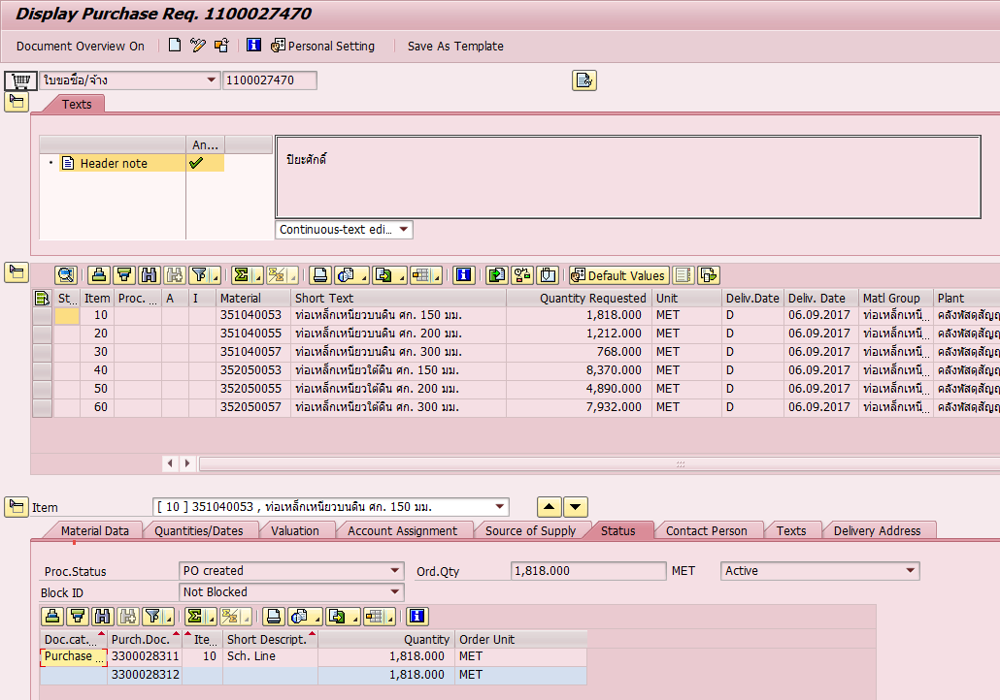 Display Purchase Req. 1100027470
Document Overview On Personal Setting Save As Template
ใบขอซื้อ/จ้าง 1100027470
Texts
An...
Header note
ปิยะศักดิ์
Continuous-text edi...
Default Values
St... Item Proc. ... A I Material Short Text Quantity Requested Unit Deliv.Date Deliv. Date Matl Group Plant
10 351040053 ท่อเหล็กเหนียวบนดิน ศก. 150 มม. 1,818.000 MET D 06.09.2017 ท่อเหล็กเหนี... คลังพัสดุสัญญ
20 351040055 ท่อเหล็กเหนียวบนดิน ศก. 200 มม. 1,212.000 MET D 06.09.2017 ท่อเหล็กเหนี... คลังพัสดุสัญญ
30 351040057 ท่อเหล็กเหนียวบนดิน ศก. 300 มม. 768.000 MET D 06.09.2017 ท่อเหล็กเหนี... คลังพัสดุสัญญ
40 352050053 ท่อเหล็กเหนียวใต้ดิน ศก. 150 มม. 8,370.000 MET D 06.09.2017 ท่อเหล็กเหนี... คลังพัสดุสัญญ
50 352050055 ท่อเหล็กเหนียวใต้ดิน ศก. 200 มม. 4,890.000 MET D 06.09.2017 ท่อเหล็กเหนี... คลังพัสดุสัญญ
60 352050057 ท่อเหล็กเหนียวใต้ดิน ศก. 300 มม. 7,932.000 MET D 06.09.2017 ท่อเหล็กเหนี... คลังพัสดุสัญญ
Item [ 10 ] 351040053 , ท่อเหล็กเหนียวบนดิน ศก. 150 มม.
Material Data Quantities/Dates Valuation Account Assignment Source of Supply Status Contact Person Texts Delivery Address
Proc.Status PO created Ord.Qty 1,818.000 MET Active
Block ID Not Blocked
Doc.cat.... Purch.Doc. Ite... Short Descript. Quantity Order Unit
Purchase ... 3300028311 10 Sch. Line 1,818.000 MET
3300028312 1,818.000 MET